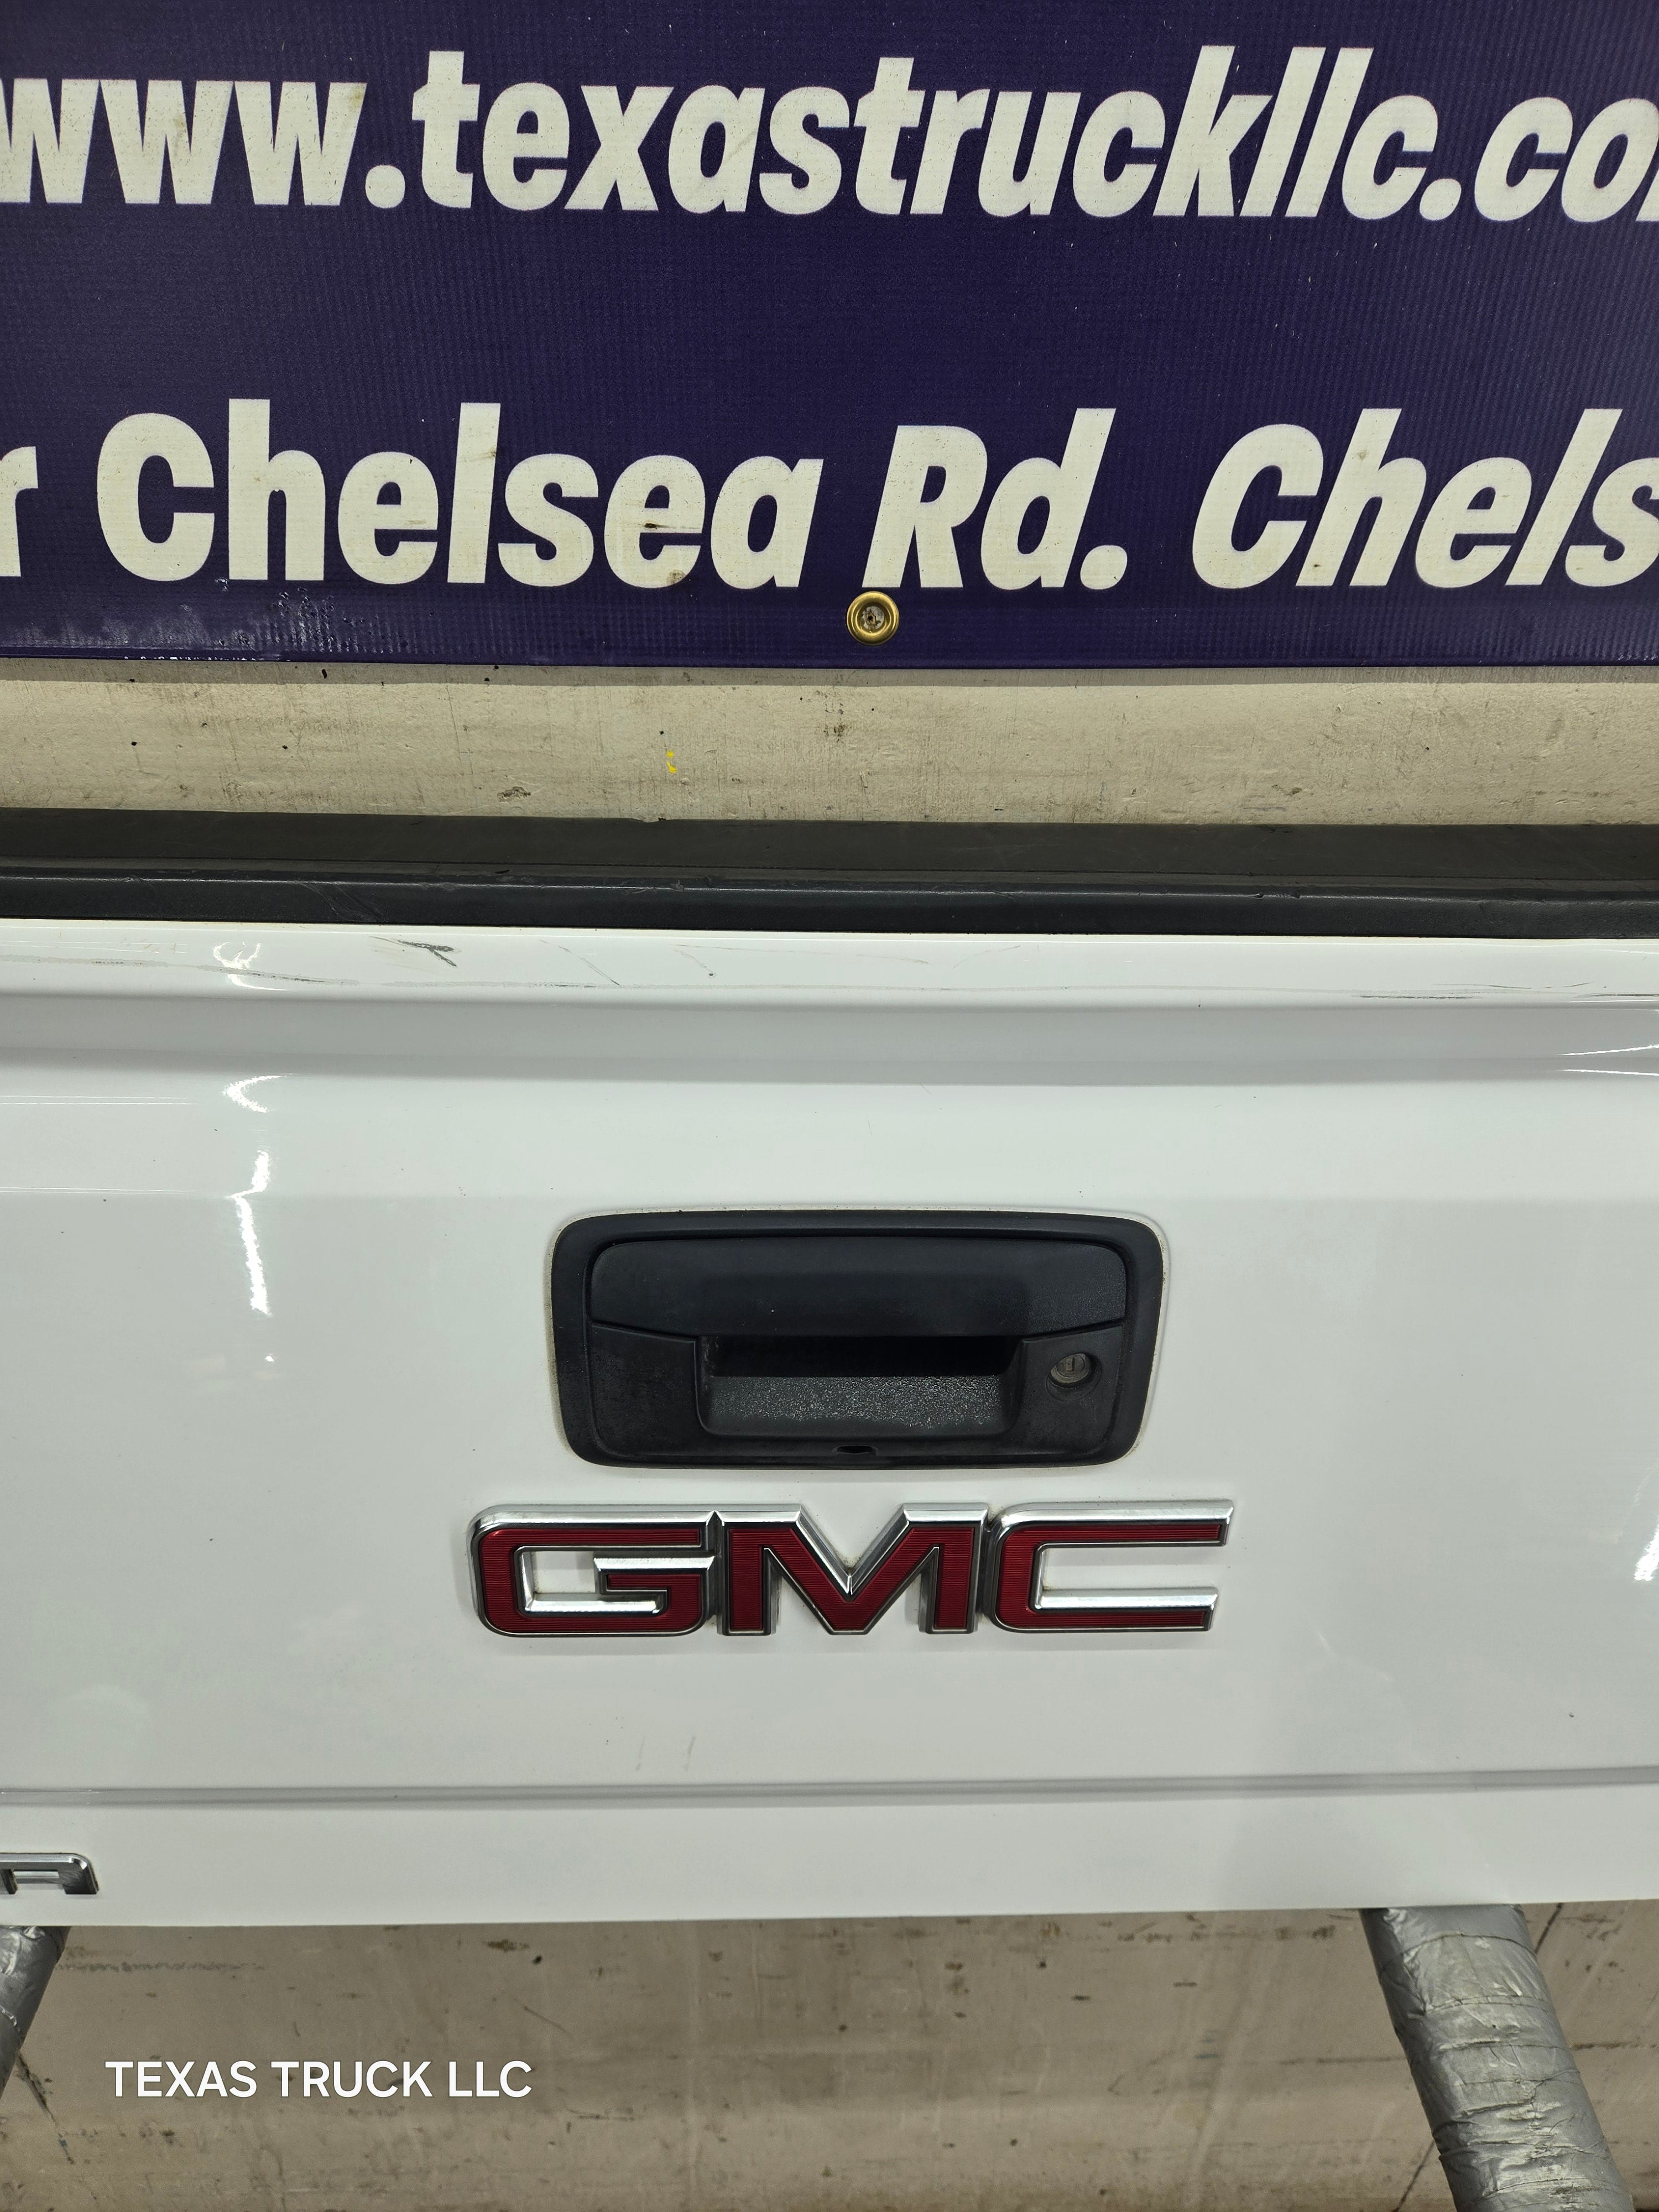 www.texastruckllc.co
r Chelsea Rd. Chels
GMC
TEXAS TRUCK LLC